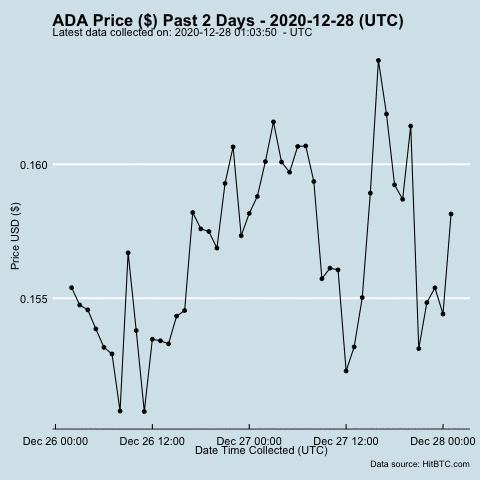 ADA Price ($) Past 2 Days - 2020-12-28 (UTC)
Latest data collected on: 2020-12-28 01:03:50  - UTC
0.160
Price USD ($)
0.155
Dec 26 00:00 Dec 26 12:00 Dec 27 00:00 Dec 27 12:00 Dec 28 00:00
Date Time Collected (UTC)
Data source: HitBTC.com